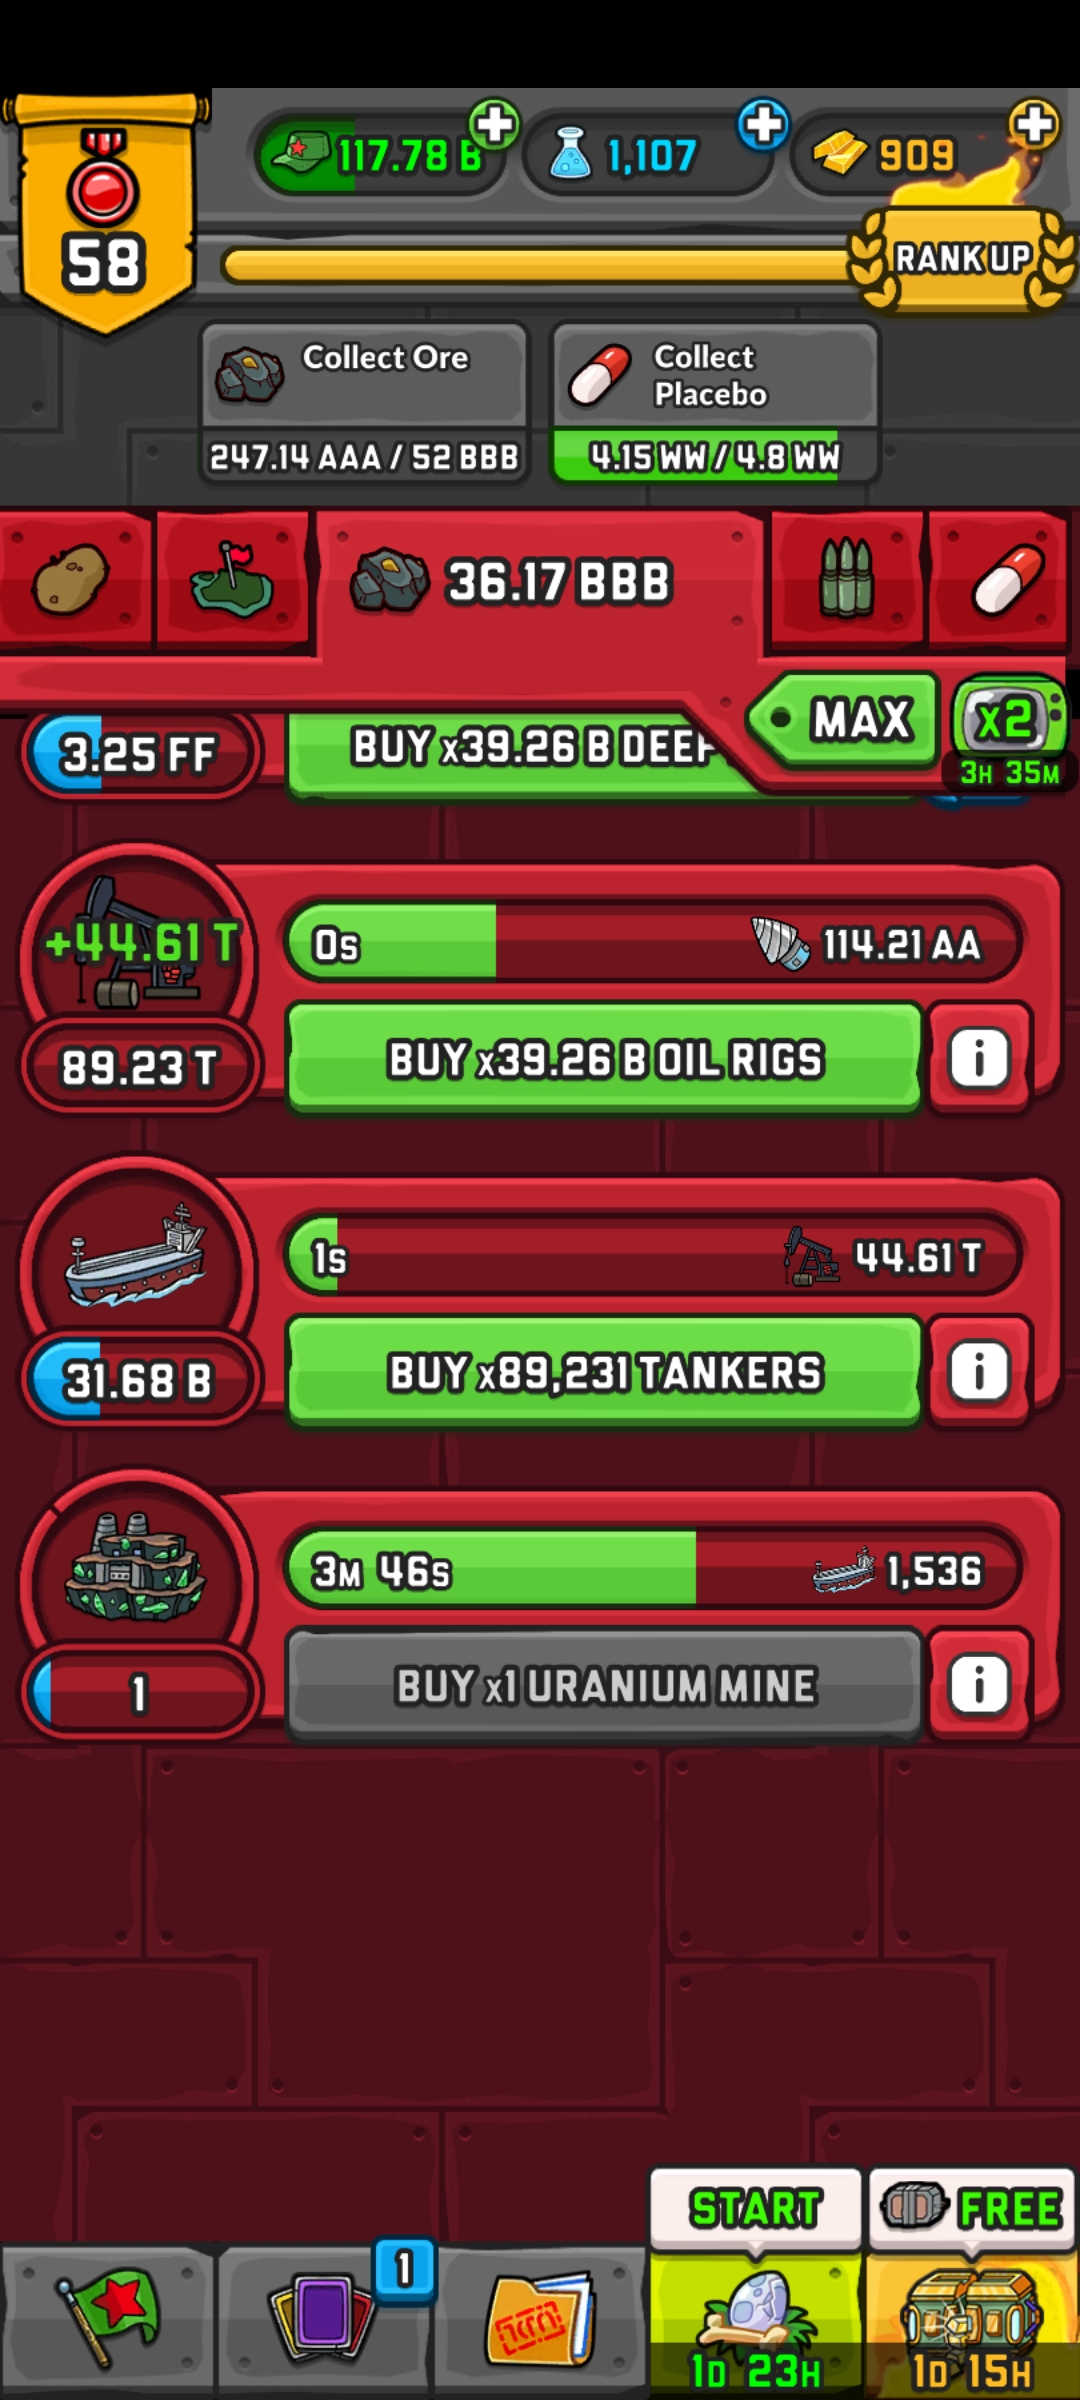 117.78 B
1,107
909
58
RANK UP
Collect Ore
247.14 AAA / 52 BBB
Collect
Placebo
4.15 WW / 4.8 WW
36.17 BBB
MAX
x2
3H 35M
3.25 FF
BUY x39.26 B DEEP
+44.61 T
0s
114.21 AA
89.23 T
BUY x39.26 B OIL RIGS
i
1s
44.61 T
31.68 B
BUY x89,231 TANKERS
i
3M 46s
1,536
1
BUY x1 URANIUM MINE
i
START
FREE
1
1D 23H
1D 15H